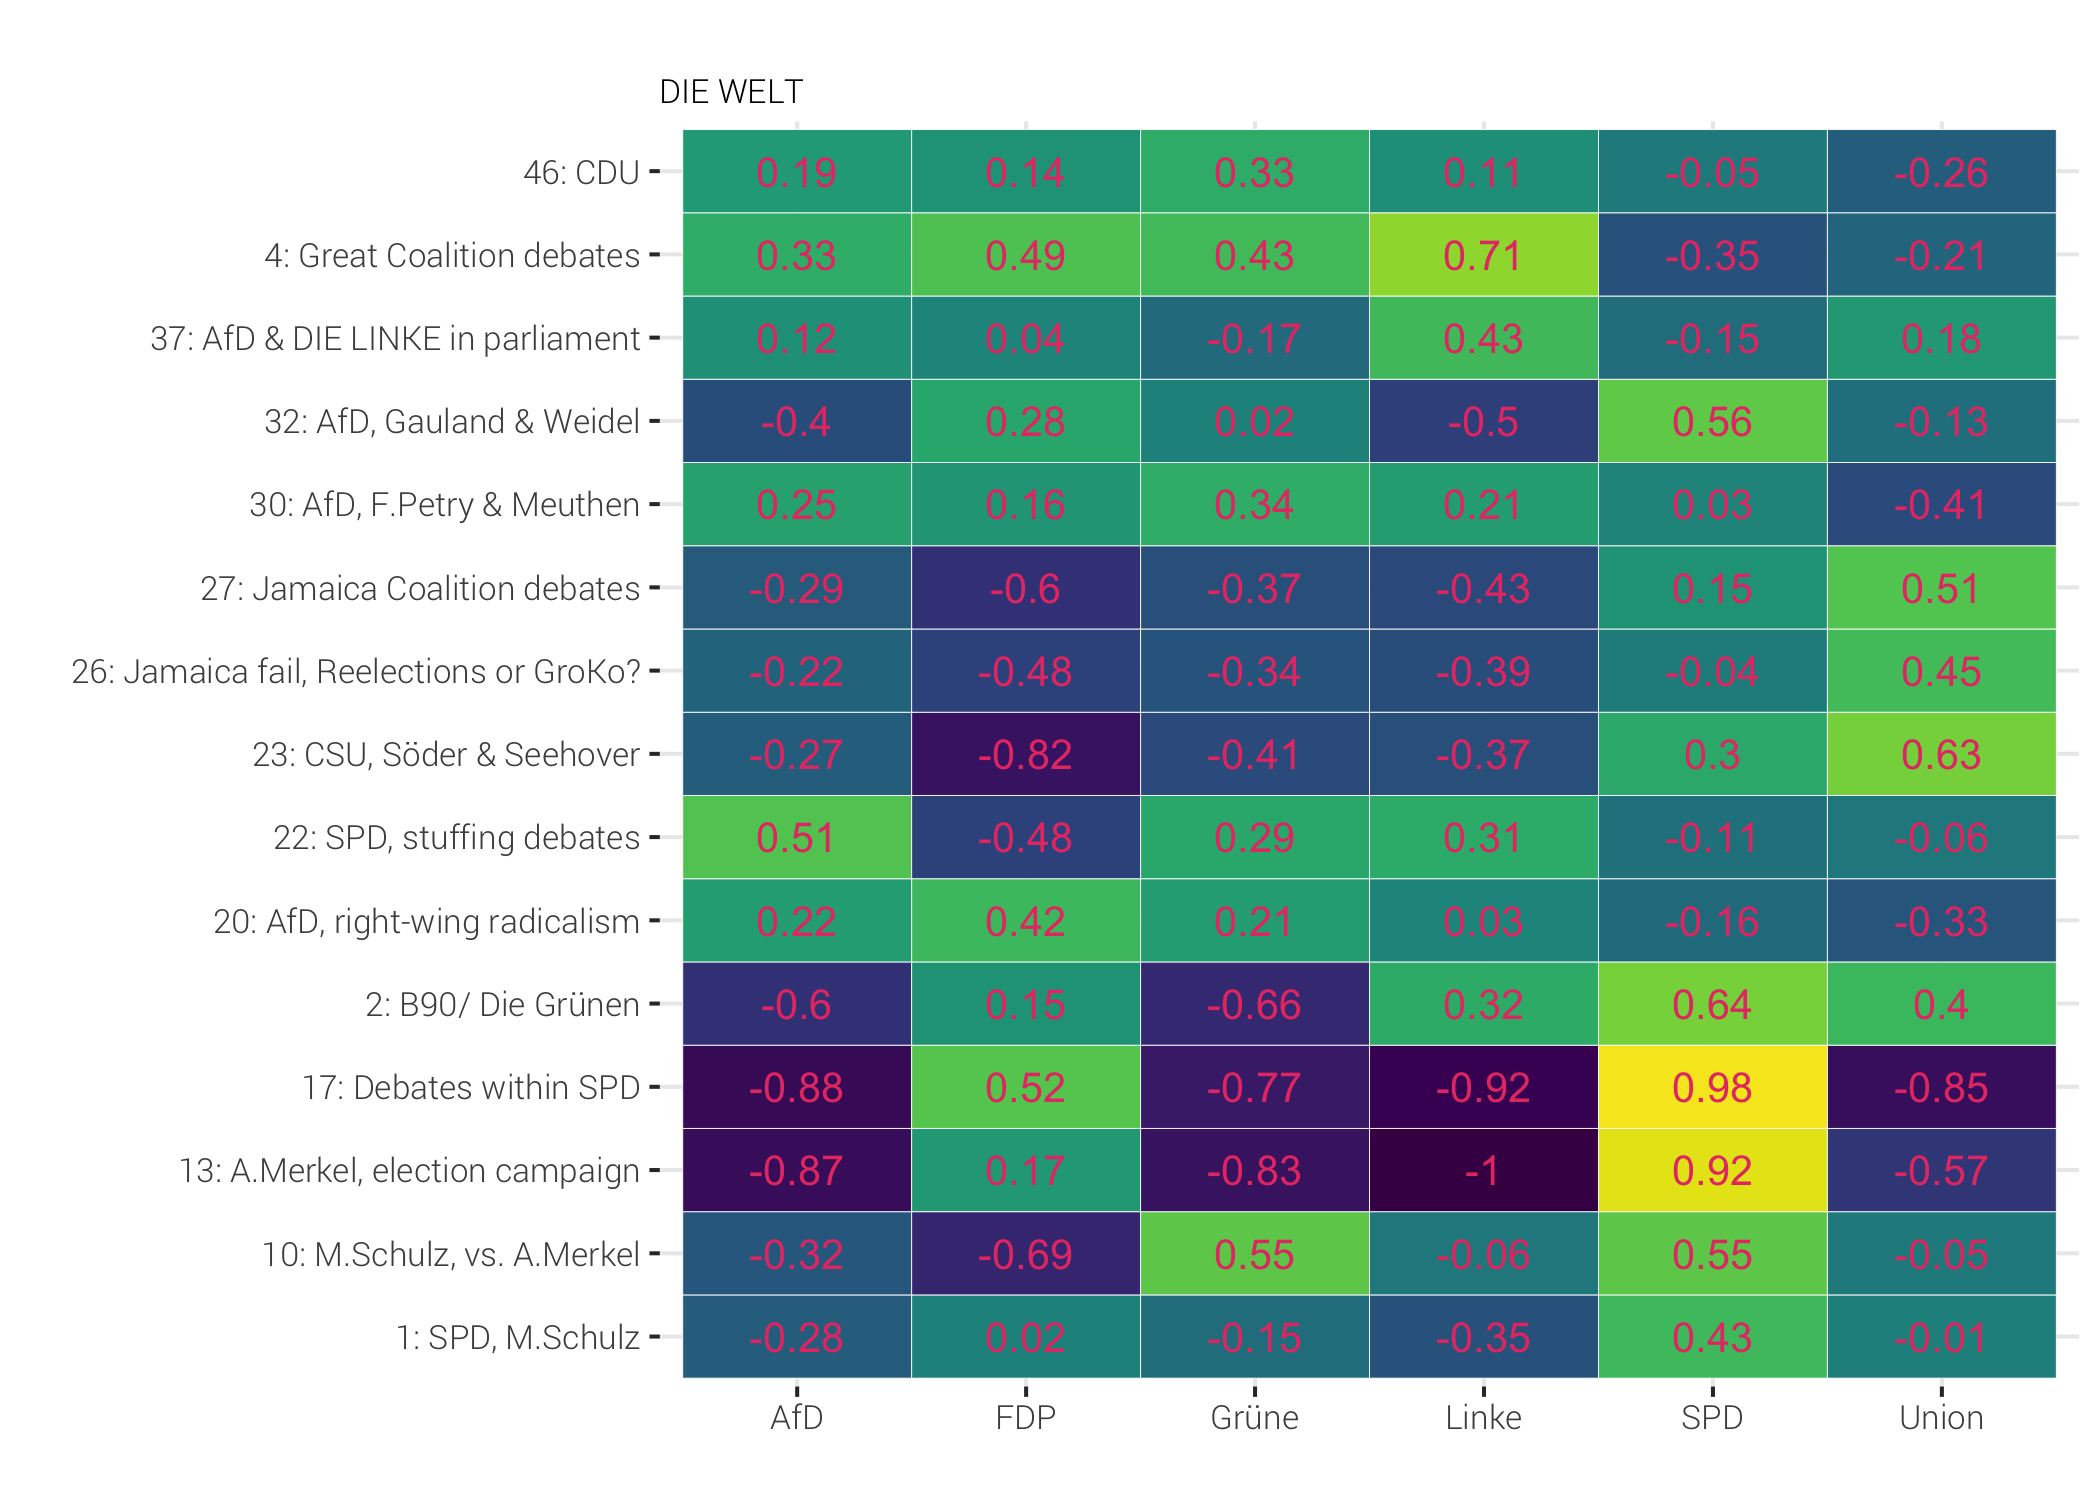 DIE WELT
46: CDU 0.19 0.14 0.33 0.11 -0.05 -0.26
4: Great Coalition debates 0.33 0.49 0.43 0.71 -0.35 -0.21
37: AfD & DIE LINKE in parliament 0.12 0.04 -0.17 0.43 -0.15 0.18
32: AfD, Gauland & Weidel -0.4 0.28 0.02 -0.5 0.56 -0.13
30: AfD, F.Petry & Meuthen 0.25 0.16 0.34 0.21 0.03 -0.41
27: Jamaica Coalition debates -0.29 -0.6 -0.37 -0.43 0.15 0.51
26: Jamaica fail, Reelections or GroKo? -0.22 -0.48 -0.34 -0.39 -0.04 0.45
23: CSU, Söder & Seehover -0.27 -0.82 -0.41 -0.37 0.3 0.63
22: SPD, stuffing debates 0.51 -0.48 0.29 0.31 -0.11 -0.06
20: AfD, right-wing radicalism 0.22 0.42 0.21 0.03 -0.16 -0.33
2: B90/ Die Grünen -0.6 0.15 -0.66 0.32 0.64 0.4
17: Debates within SPD -0.88 0.52 -0.77 -0.92 0.98 -0.85
13: A.Merkel, election campaign -0.87 0.17 -0.83 -1 0.92 -0.57
10: M.Schulz, vs. A.Merkel -0.32 -0.69 0.55 -0.06 0.55 -0.05
1: SPD, M.Schulz -0.28 0.02 -0.15 -0.35 0.43 -0.01
AfD FDP Grüne Linke SPD Union